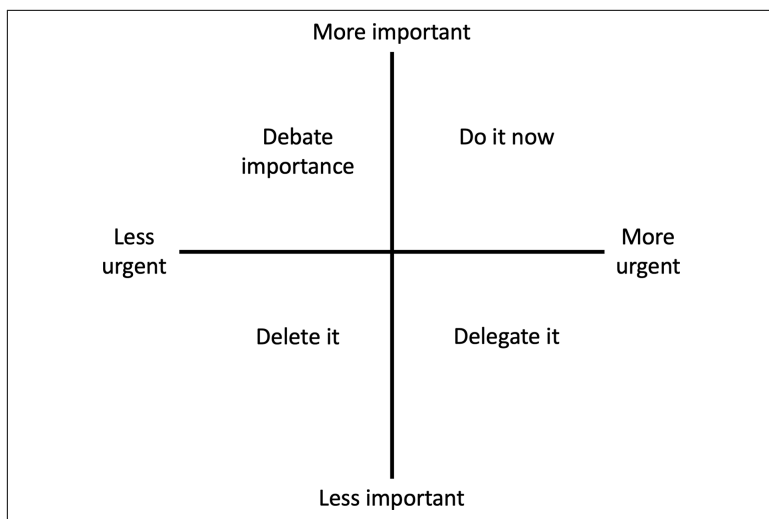 More important
Debate
importance
Do it now
Less
urgent
More
urgent
Delete it
Delegate it
Less important